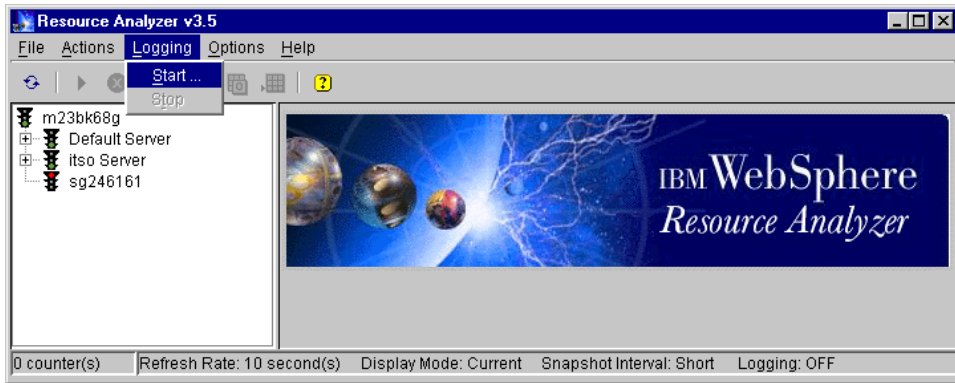 Resource Analyzer v3.5
File Actions Logging Options Help
Start ...
Stop
?
m23bk68g
Default Server
itso Server
sg246161
IBM WebSphere
Resource Analyzer
0 counter(s) Refresh Rate: 10 second(s) Display Mode: Current Snapshot Interval: Short Logging: OFF